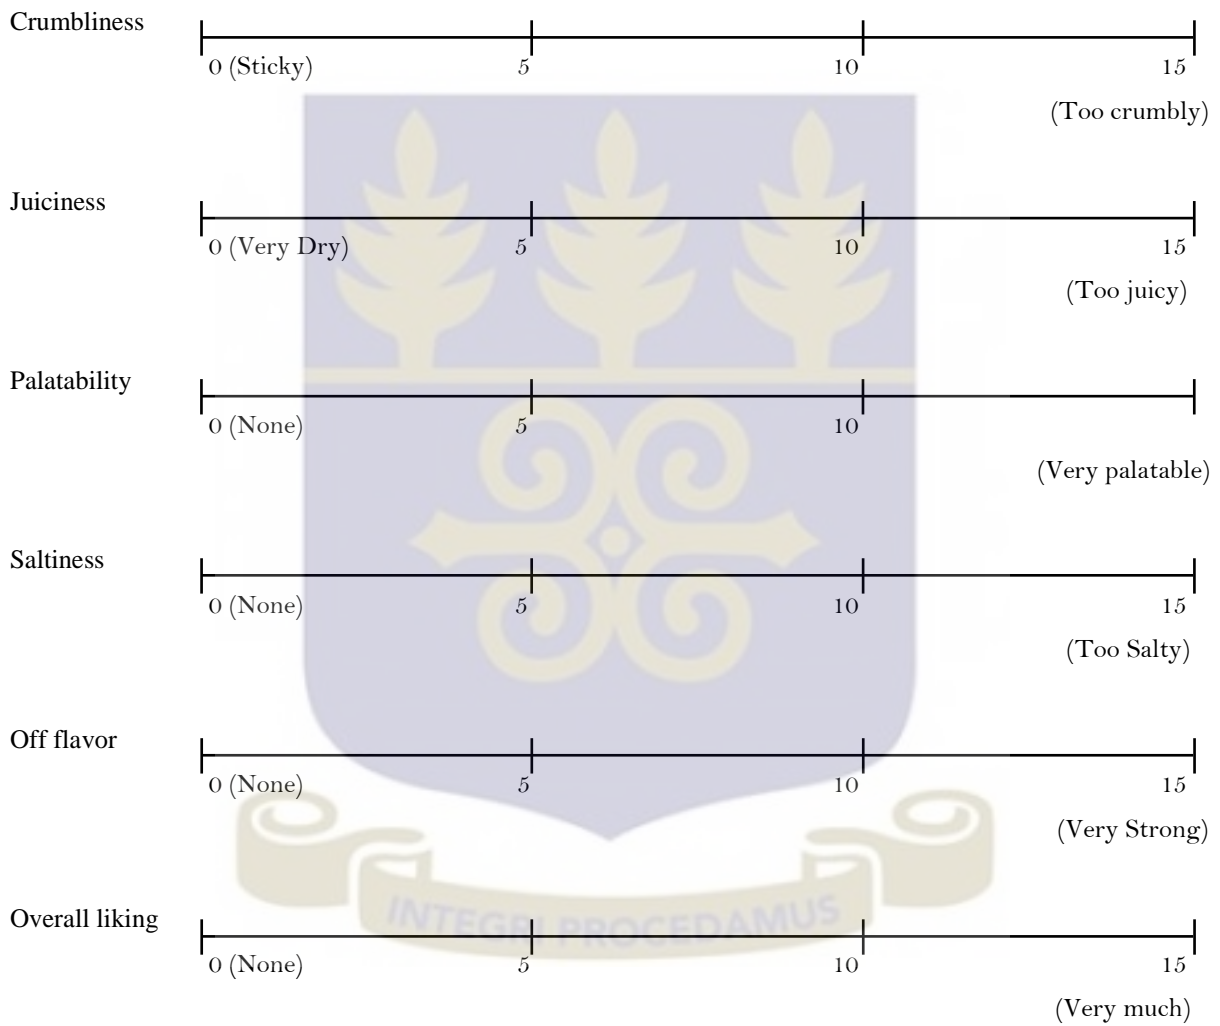 Crumbliness
0 (Sticky) 5 10 15
(Too crumbly)
Juiciness
0 (Very Dry) 5 10 15
(Too juicy)
Palatability
0 (None) 5 10
(Very palatable)
Saltiness
0 (None) 5 10 15
(Too Salty)
Off flavor
0 (None) 5 10 15
(Very Strong)
INTEGRI PROCEDAMUS
Overall liking
0 (None) 5 10 15
(Very much)